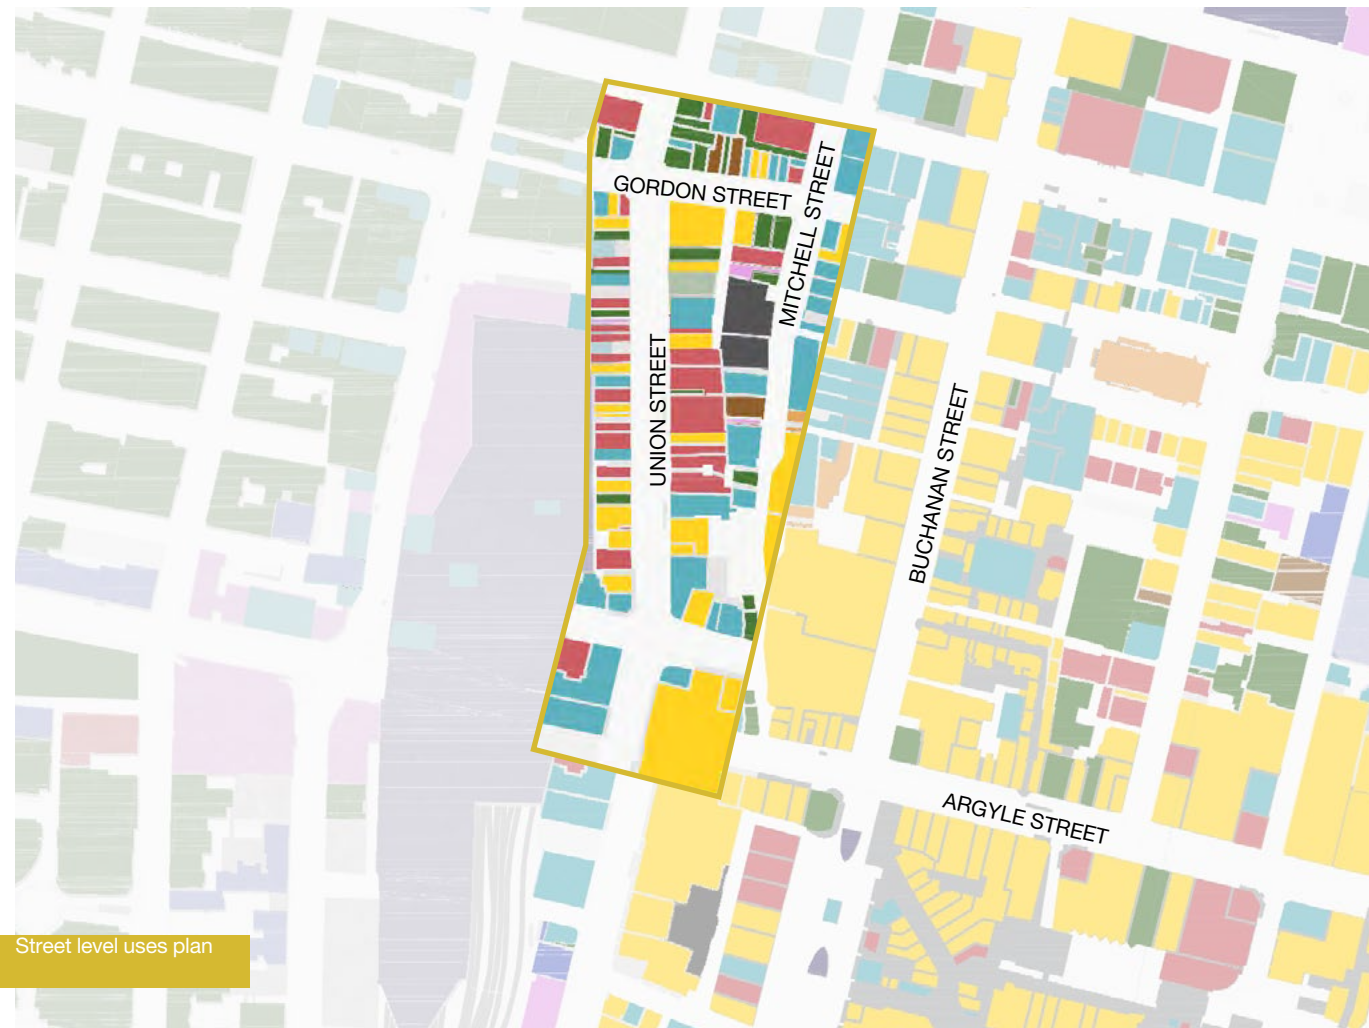 GORDON STREET
MITCHELL STREET
UNION STREET
BUCHANAN STREET
ARGYLE STREET
Street level uses plan